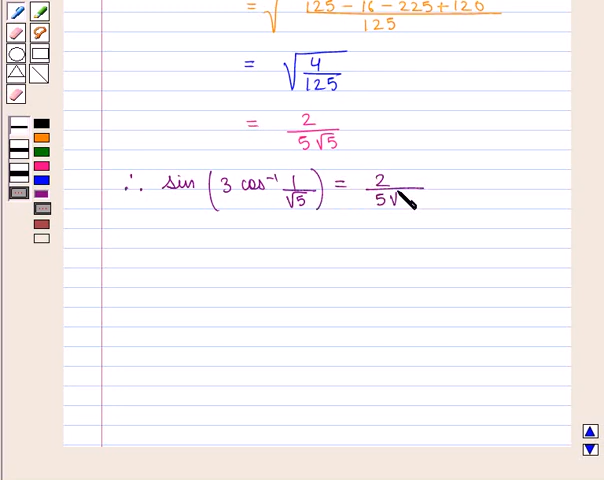 = √(125 - 16 - 225 + 120 / 125)
= √(4/125)
= 2/5√5
∴ sin (3 cos⁻¹ 1/√5) = 2/5√